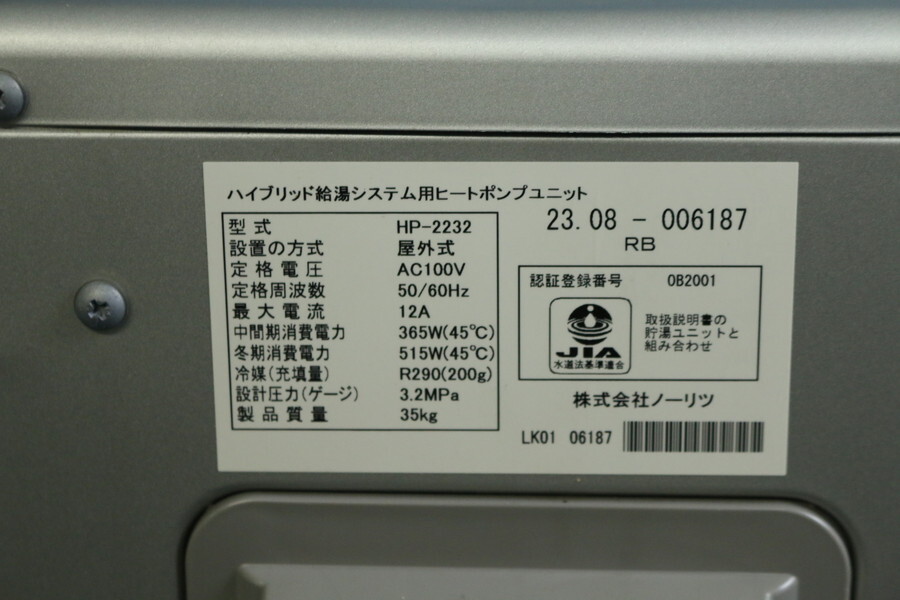 ハイブリッド給湯システム用ヒートポンプユニット
型式 HP-2232
設置の方式 屋外式
定格電圧 AC100V
定格周波数 50/60Hz
最大電流 12A
中間期消費電力 365W(45℃)
冬期消費電力 515W(45℃)
冷媒(充填量) R290(200g)
設計圧力(ゲージ) 3.2MPa
製品質量 35kg
23.08 - 006187
RB
認証登録番号 0B2001
JIA
水道法基準適合
取扱説明書の
貯湯ユニットと
組み合わせ
株式会社ノーリツ
LK01 06187